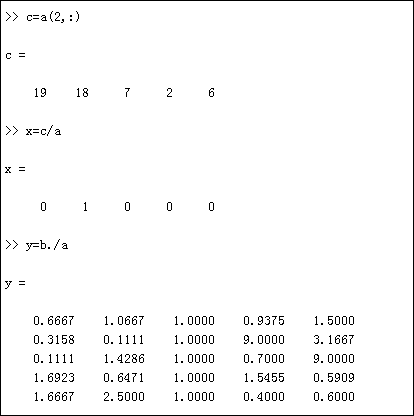 >> c=a(2,:)
c =
19 18 7 2 6
>> x=c/a
x =
0 1 0 0 0
>> y=b./a
y =
0.6667 1.0667 1.0000 0.9375 1.5000
0.3158 0.1111 1.0000 9.0000 3.1667
0.1111 1.4286 1.0000 0.7000 9.0000
1.6923 0.6471 1.0000 1.5455 0.5909
1.6667 2.5000 1.0000 0.4000 0.6000